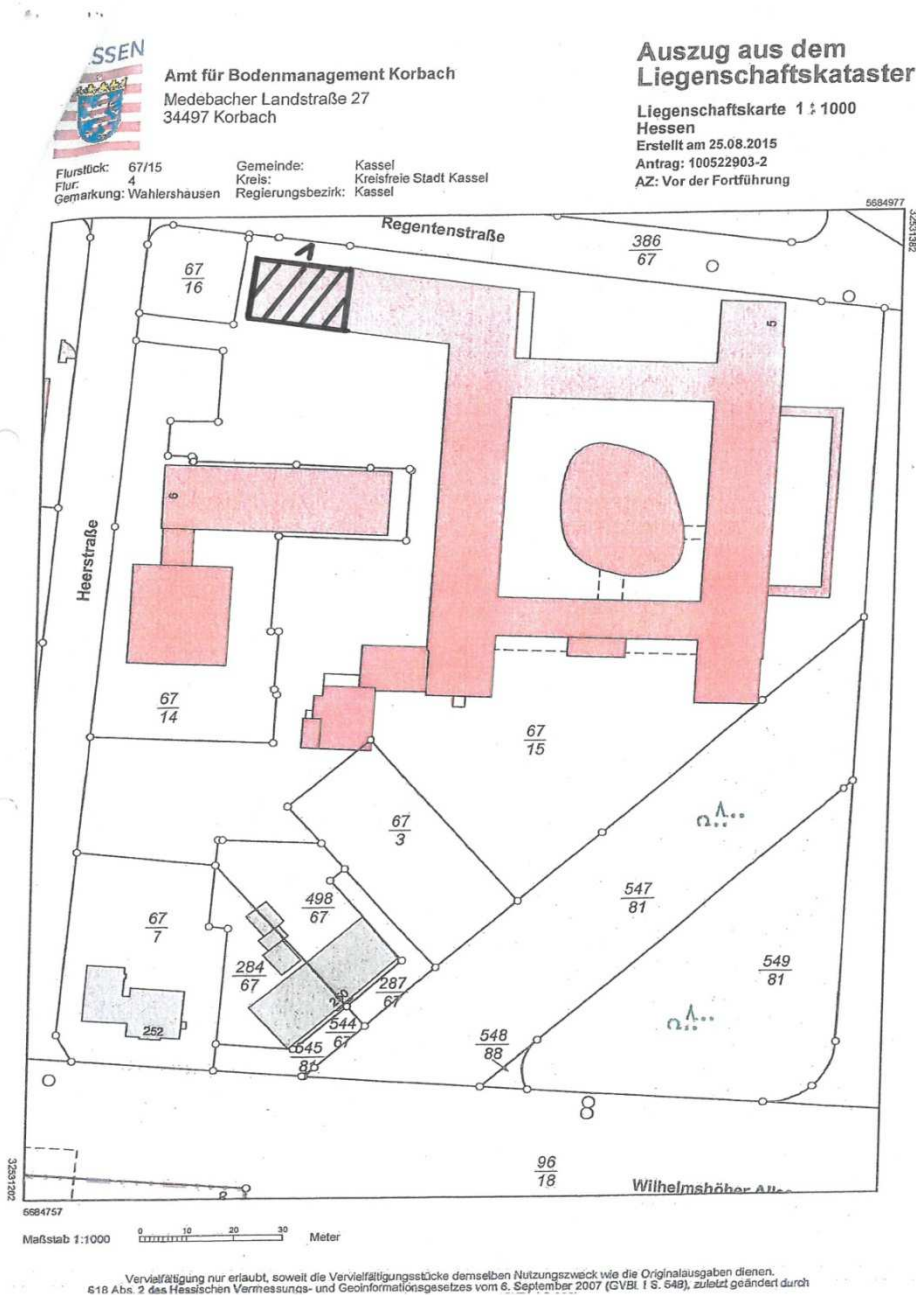 SSEN
Amt für Bodenmanagement Korbach
Medebacher Landstraße 27
34497 Korbach
Auszug aus dem
Liegenschaftskataster
Liegenschaftskarte 1 : 1000
Hessen
Erstellt am 25.08.2015
Antrag: 100522903-2
AZ: Vor der Fortführung
Flurstück: 67/15
Flur: 4
Gemarkung: Wahlershausen
Gemeinde: Kassel
Kreis: Kreisfreie Stadt Kassel
Regierungsbezirk: Kassel
5684977
32531382
Regentenstraße
386
67
67
16
1
5
6
Heerstraße
67
14
67
15
67
3
547
81
549
81
498
67
67
7
284
67
287
67
250
544
67
545
81
548
88
252
96
18
Wilhelmshöher
32531202
5684757
Maßstab 1:1000
0 10 20 30 Meter
Vervielfältigung nur erlaubt, soweit die Vervielfältigungsstücke demselben Nutzungszweck wie die Originalausgaben dienen.
§18 Abs. 2 des Hessischen Vermessungs- und Geoinformationsgesetzes vom 6. September 2007 (GVBl. I S. 548), zuletzt geändert durch